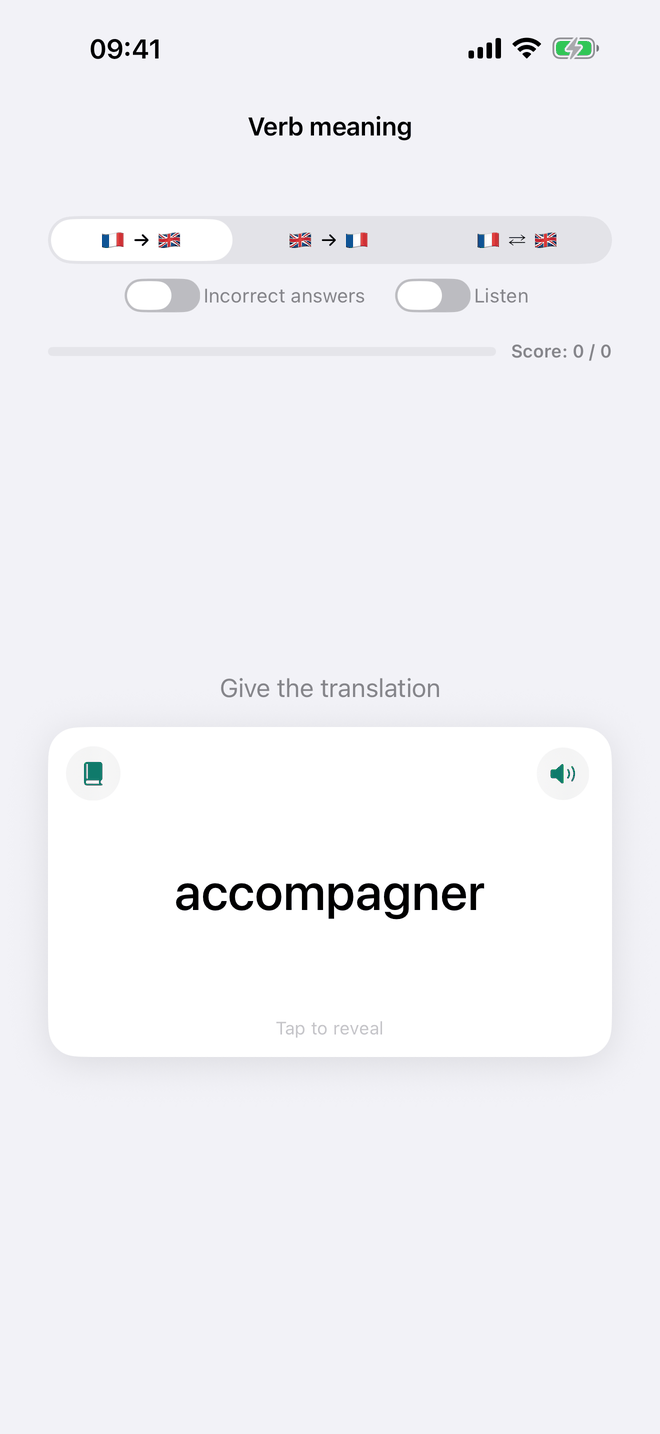 09:41
Verb meaning
🇫🇷 → 🇬🇧 🇬🇧 → 🇫🇷 🇫🇷 ⇄ 🇬🇧
Incorrect answers Listen
Score: 0 / 0
Give the translation
accompagner
Tap to reveal